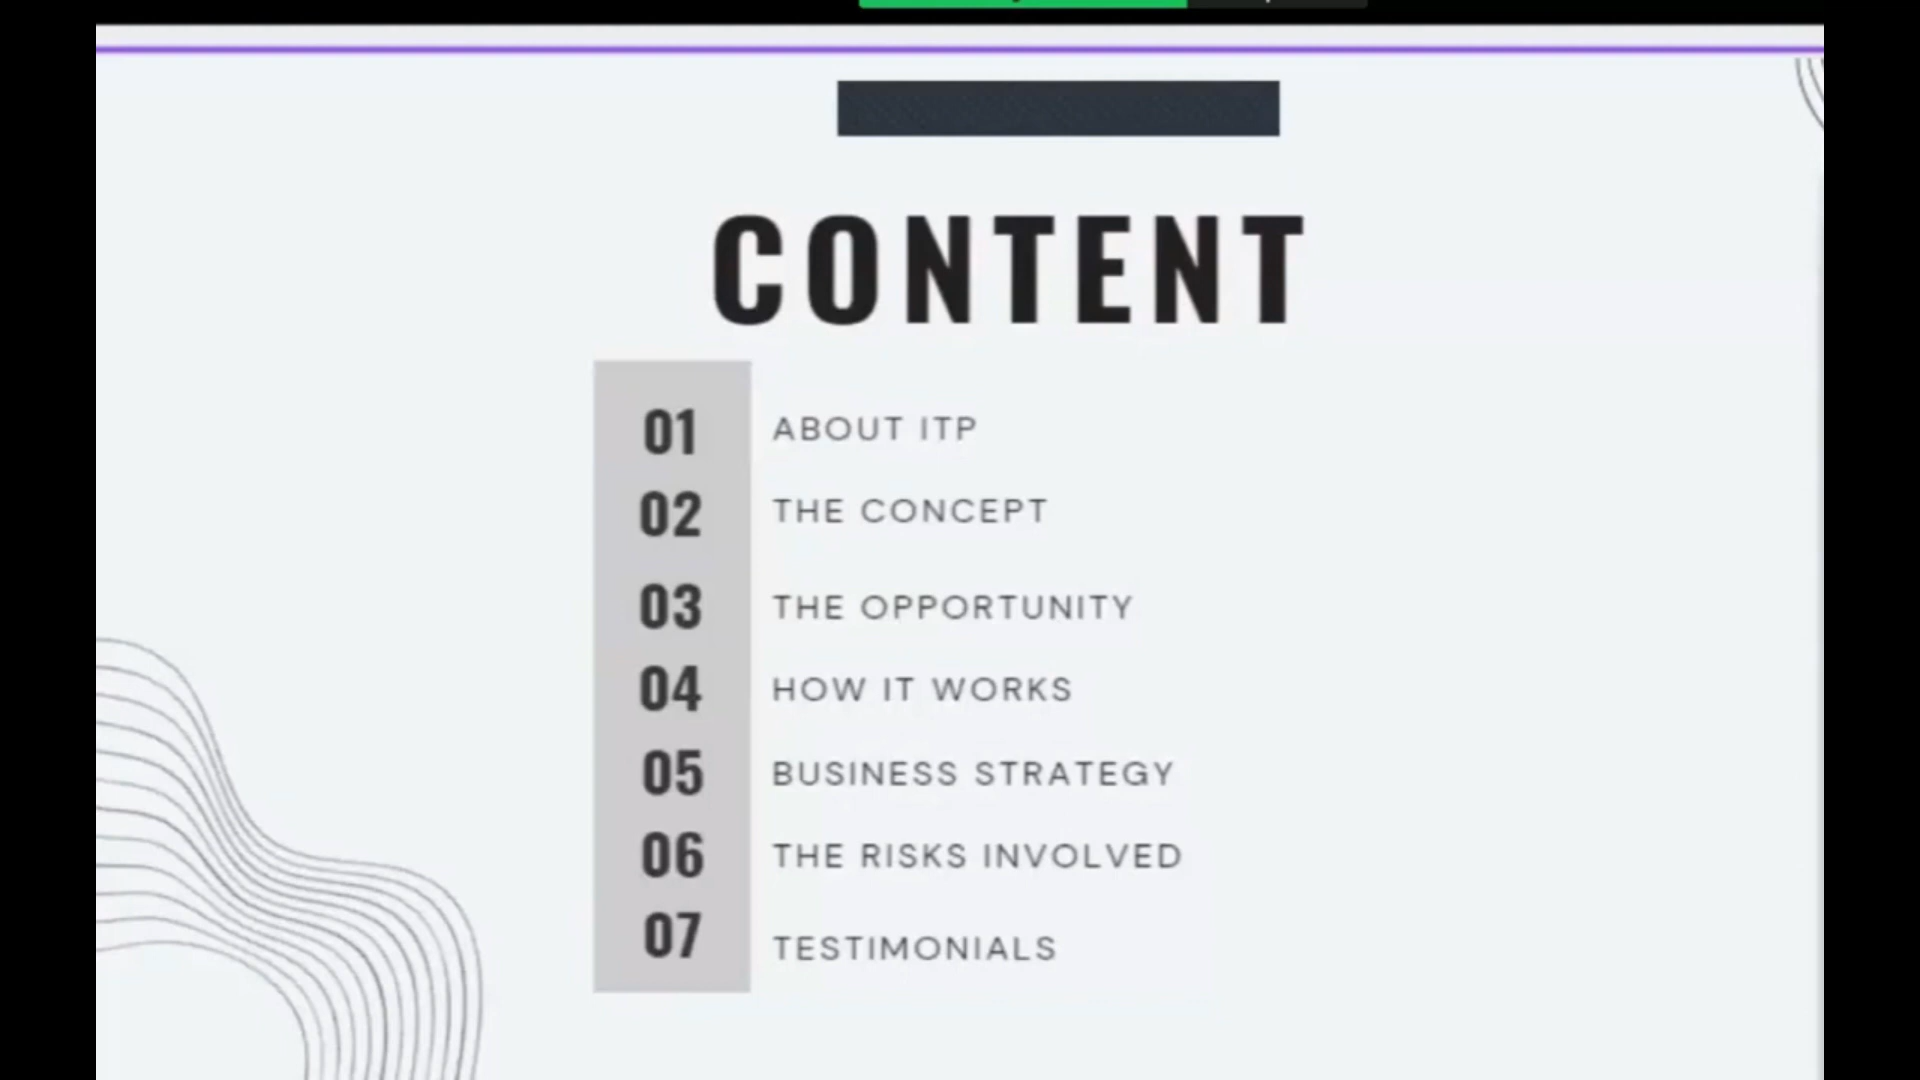 CONTENT
01 ABOUT ITP
02 THE CONCEPT
03 THE OPPORTUNITY
04 HOW IT WORKS
05 BUSINESS STRATEGY
06 THE RISKS INVOLVED
07 TESTIMONIALS